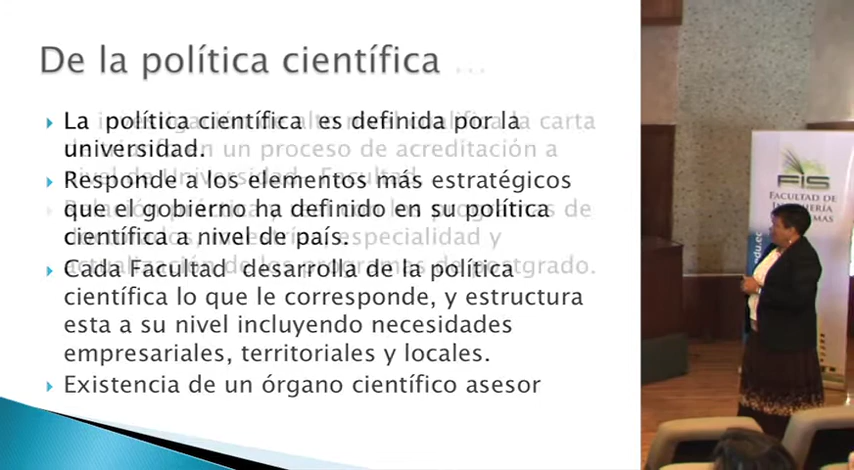 De la política científica ...
La política científica es definida por la
universidad.
Responde a los elementos más estratégicos
que el gobierno ha definido en su política
científica a nivel de país.
Cada Facultad desarrolla de la política
científica lo que le corresponde, y estructura
esta a su nivel incluyendo necesidades
empresariales, territoriales y locales.
Existencia de un órgano científico asesor
FIS
FACULTAD DE